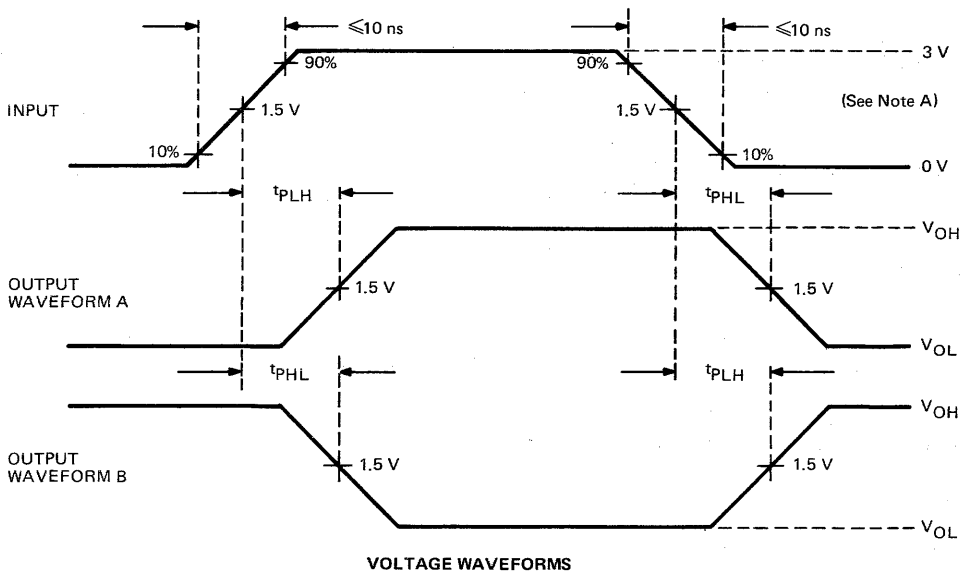 ≤10 ns ≤10 ns
3 V
90% 90%
INPUT 1.5 V 1.5 V (See Note A)
10% 10%
0 V
tPLH tPHL
VOH
OUTPUT
WAVEFORM A
1.5 V 1.5 V
VOL
tPHL tPLH
VOH
OUTPUT
WAVEFORM B
1.5 V 1.5 V
VOL
VOLTAGE WAVEFORMS